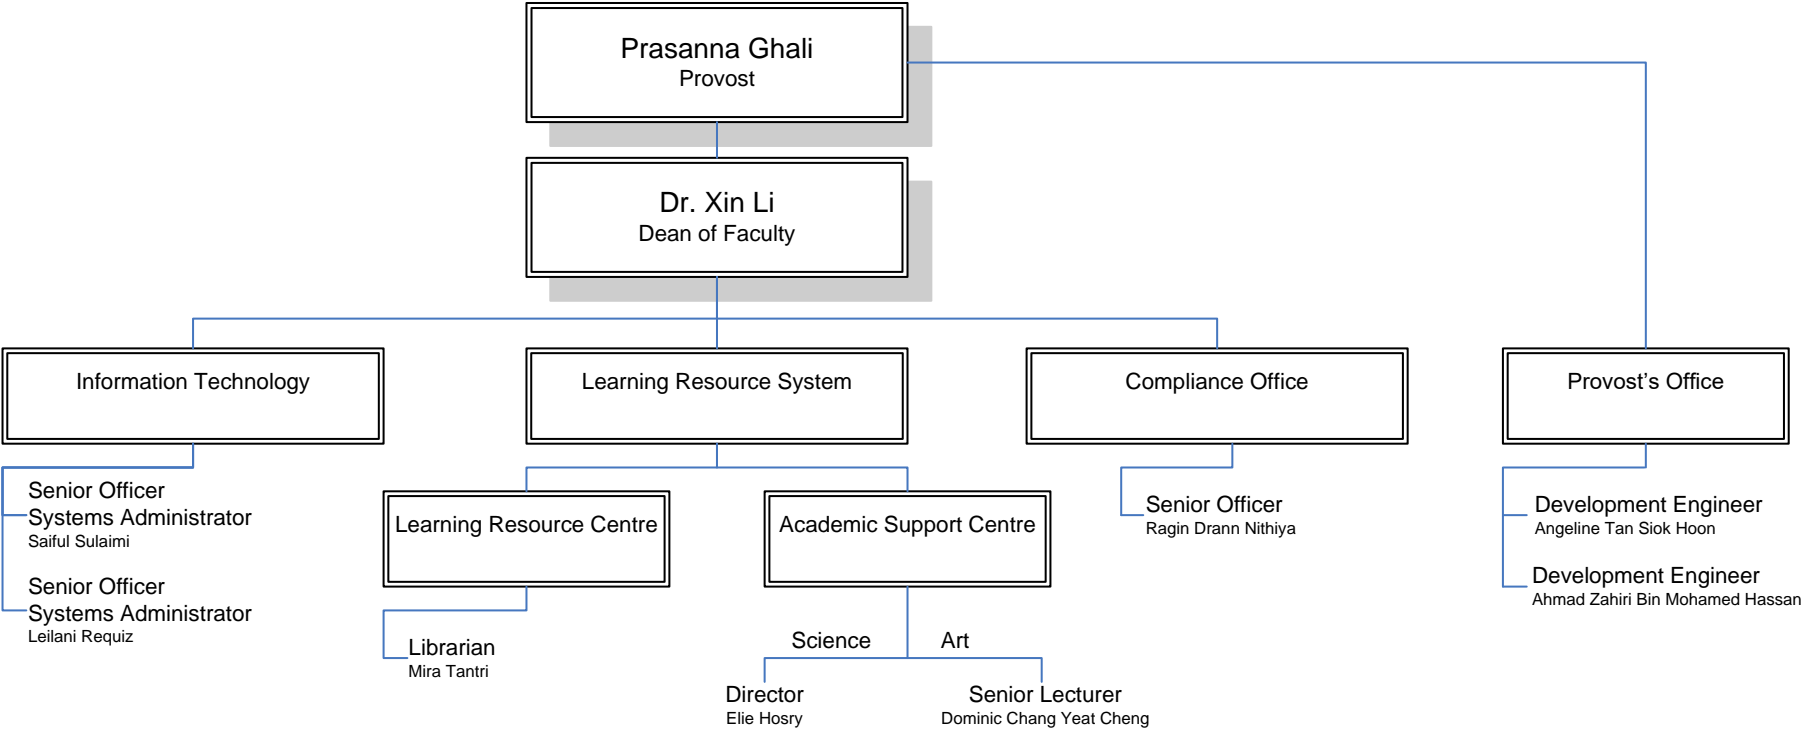 Prasanna Ghali
Provost
Dr. Xin Li
Dean of Faculty
Information Technology
Learning Resource System
Compliance Office
Provost’s Office
Senior Officer
Systems Administrator
Saiful Sulaimi
Senior Officer
Systems Administrator
Leilani Requiz
Learning Resource Centre
Librarian
Mira Tantri
Academic Support Centre
Science
Art
Director
Elie Hosry
Senior Lecturer
Dominic Chang Yeat Cheng
Senior Officer
Ragin Drann Nithiya
Development Engineer
Angeline Tan Siok Hoon
Development Engineer
Ahmad Zahiri Bin Mohamed Hassan